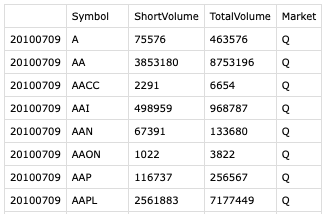 Symbol ShortVolume TotalVolume Market
20100709 A 75576 463576 Q
20100709 AA 3853180 8753196 Q
20100709 AACC 2291 6654 Q
20100709 AAI 498959 968787 Q
20100709 AAN 67391 133680 Q
20100709 AAON 1022 3822 Q
20100709 AAP 116737 256567 Q
20100709 AAPL 2561883 7177449 Q